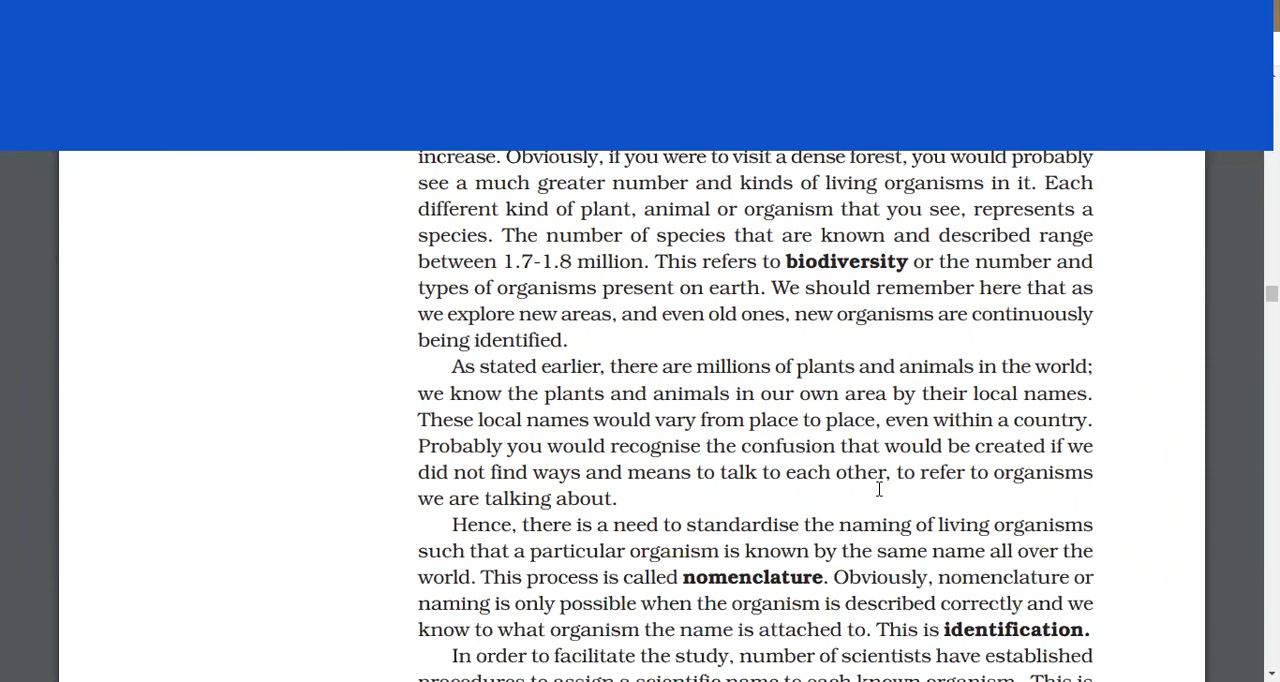 increase. Obviously, if you were to visit a dense forest, you would probably
see a much greater number and kinds of living organisms in it. Each
different kind of plant, animal or organism that you see, represents a
species. The number of species that are known and described range
between 1.7-1.8 million. This refers to biodiversity or the number and
types of organisms present on earth. We should remember here that as
we explore new areas, and even old ones, new organisms are continuously
being identified.
As stated earlier, there are millions of plants and animals in the world;
we know the plants and animals in our own area by their local names.
These local names would vary from place to place, even within a country.
Probably you would recognise the confusion that would be created if we
did not find ways and means to talk to each other, to refer to organisms
we are talking about.
Hence, there is a need to standardise the naming of living organisms
such that a particular organism is known by the same name all over the
world. This process is called nomenclature. Obviously, nomenclature or
naming is only possible when the organism is described correctly and we
know to what organism the name is attached to. This is identification.
In order to facilitate the study, number of scientists have established
procedures to assign a scientific name to each known organism. This is